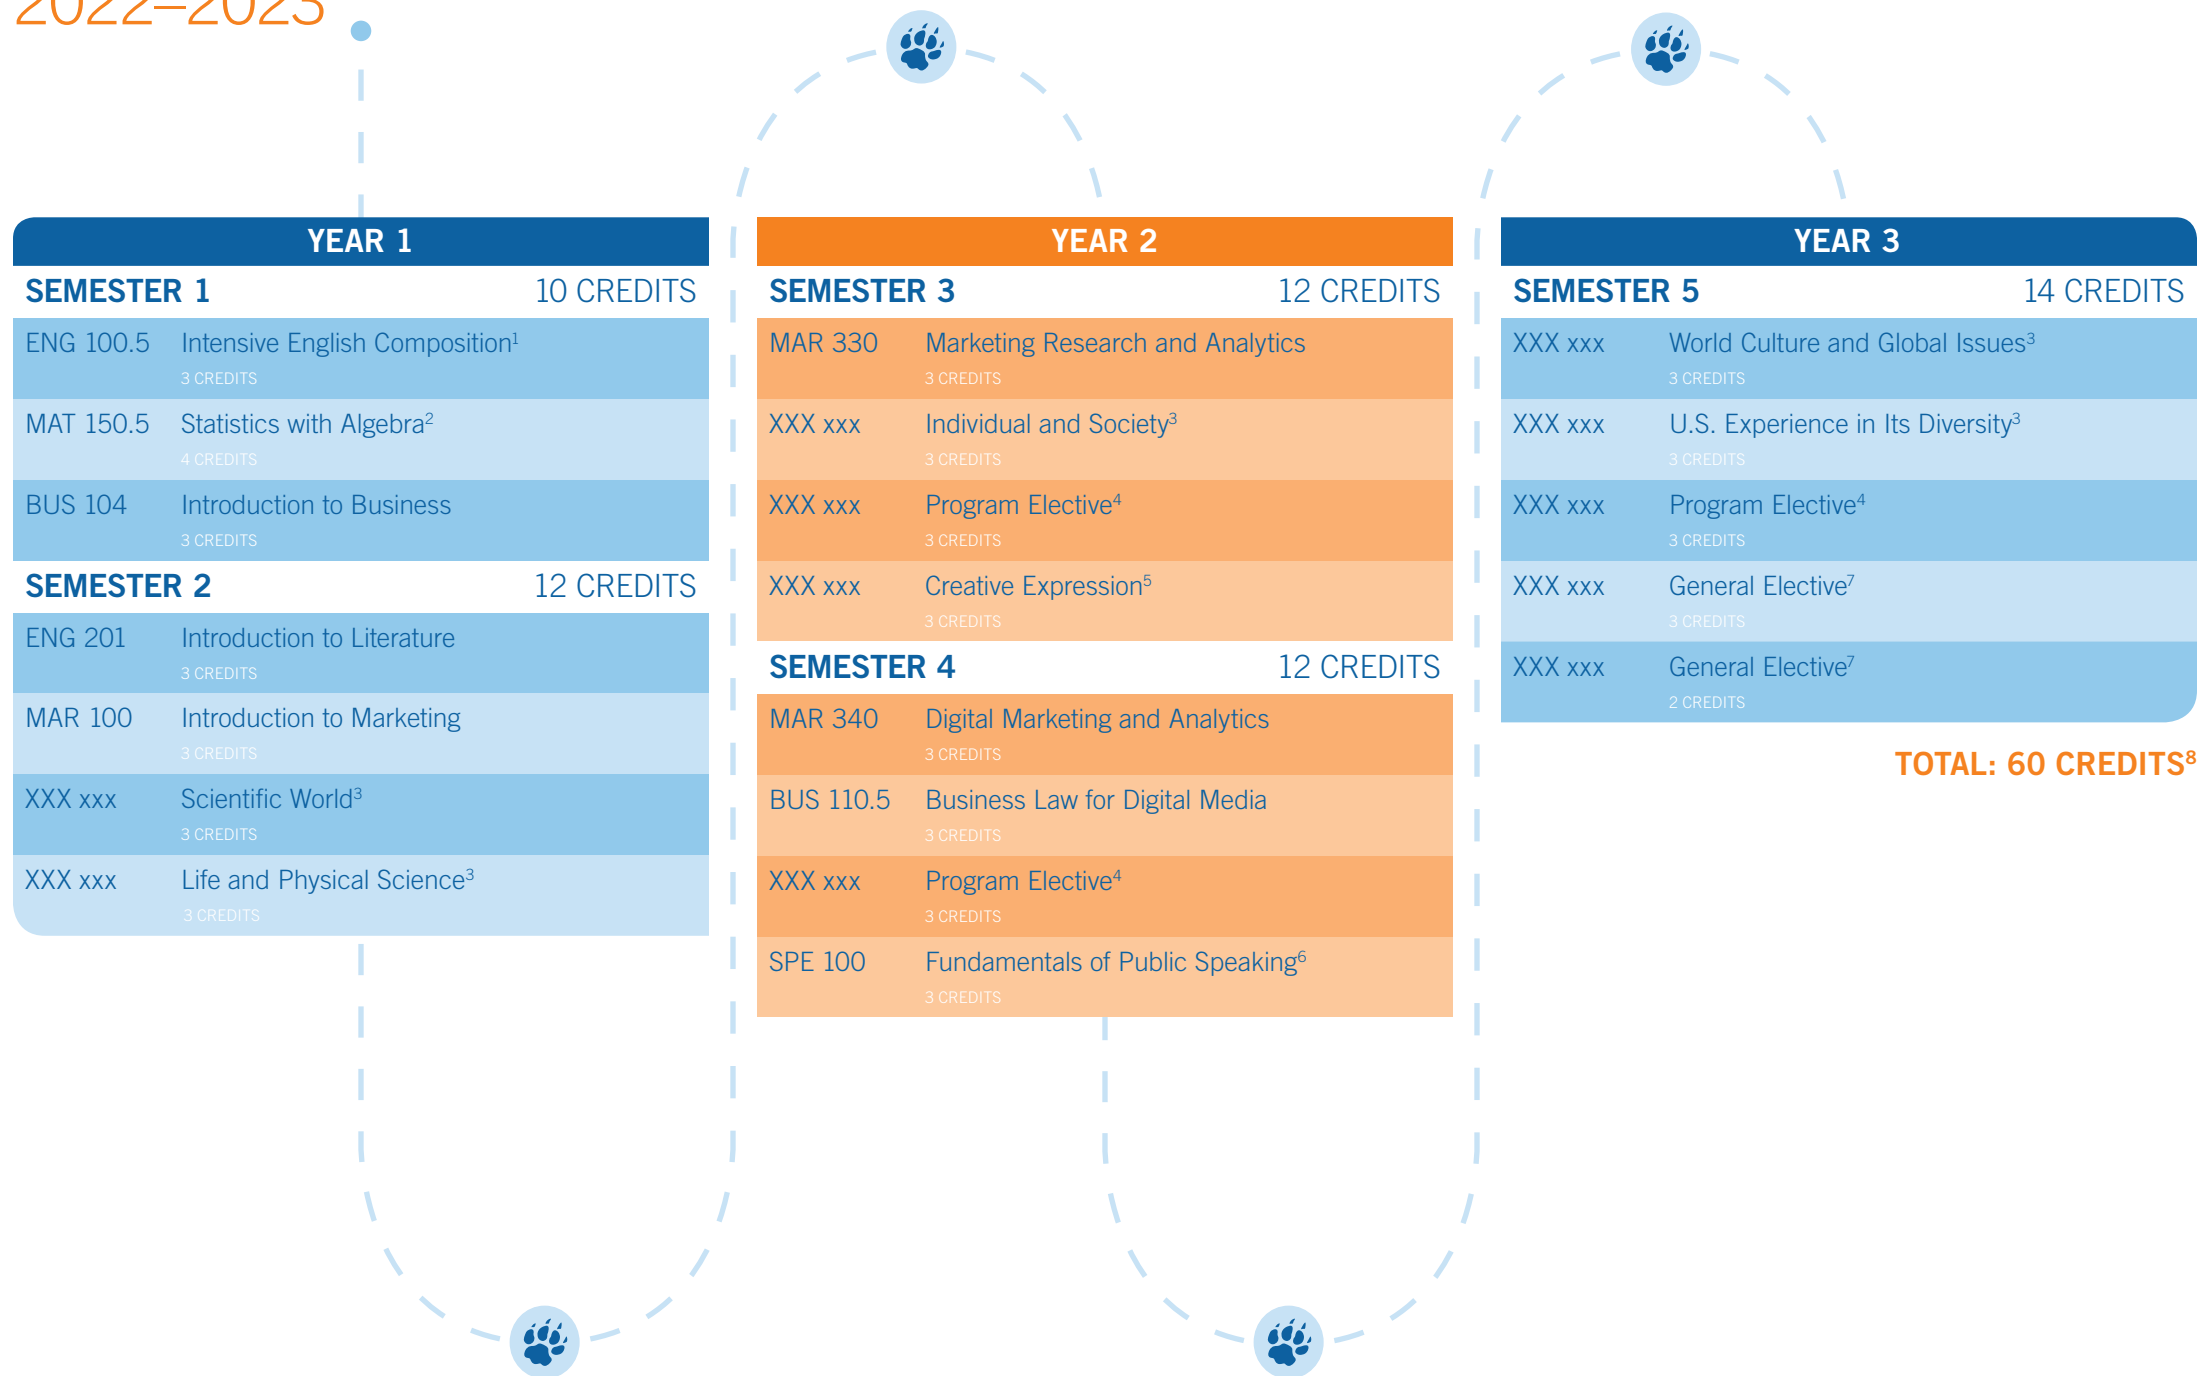 2022–2023
YEAR 1
SEMESTER 1 10 CREDITS
ENG 100.5 Intensive English Composition¹
3 CREDITS
MAT 150.5 Statistics with Algebra²
4 CREDITS
BUS 104 Introduction to Business
3 CREDITS
SEMESTER 2 12 CREDITS
ENG 201 Introduction to Literature
3 CREDITS
MAR 100 Introduction to Marketing
3 CREDITS
XXX xxx Scientific World³
3 CREDITS
XXX xxx Life and Physical Science³
3 CREDITS
YEAR 2
SEMESTER 3 12 CREDITS
MAR 330 Marketing Research and Analytics
3 CREDITS
XXX xxx Individual and Society³
3 CREDITS
XXX xxx Program Elective⁴
3 CREDITS
XXX xxx Creative Expression⁵
3 CREDITS
SEMESTER 4 12 CREDITS
MAR 340 Digital Marketing and Analytics
3 CREDITS
BUS 110.5 Business Law for Digital Media
3 CREDITS
XXX xxx Program Elective⁴
3 CREDITS
SPE 100 Fundamentals of Public Speaking⁶
3 CREDITS
YEAR 3
SEMESTER 5 14 CREDITS
XXX xxx World Culture and Global Issues³
3 CREDITS
XXX xxx U.S. Experience in Its Diversity³
3 CREDITS
XXX xxx Program Elective⁴
3 CREDITS
XXX xxx General Elective⁷
3 CREDITS
XXX xxx General Elective⁷
2 CREDITS
TOTAL: 60 CREDITS⁸